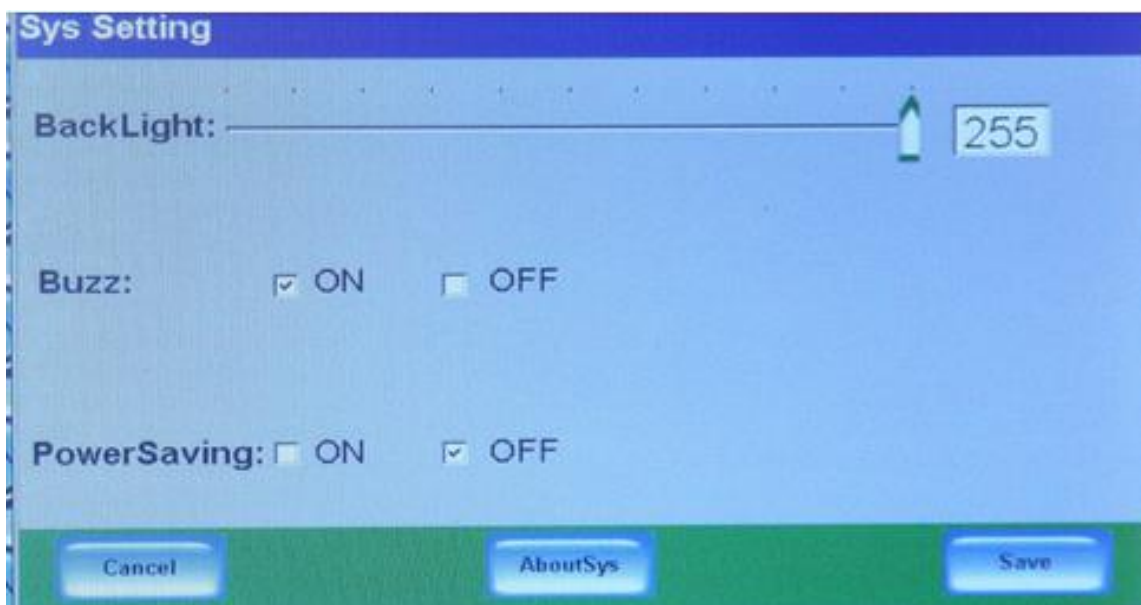 Sys Setting
BackLight: 255
Buzz: ON OFF
PowerSaving: ON OFF
Cancel AboutSys Save